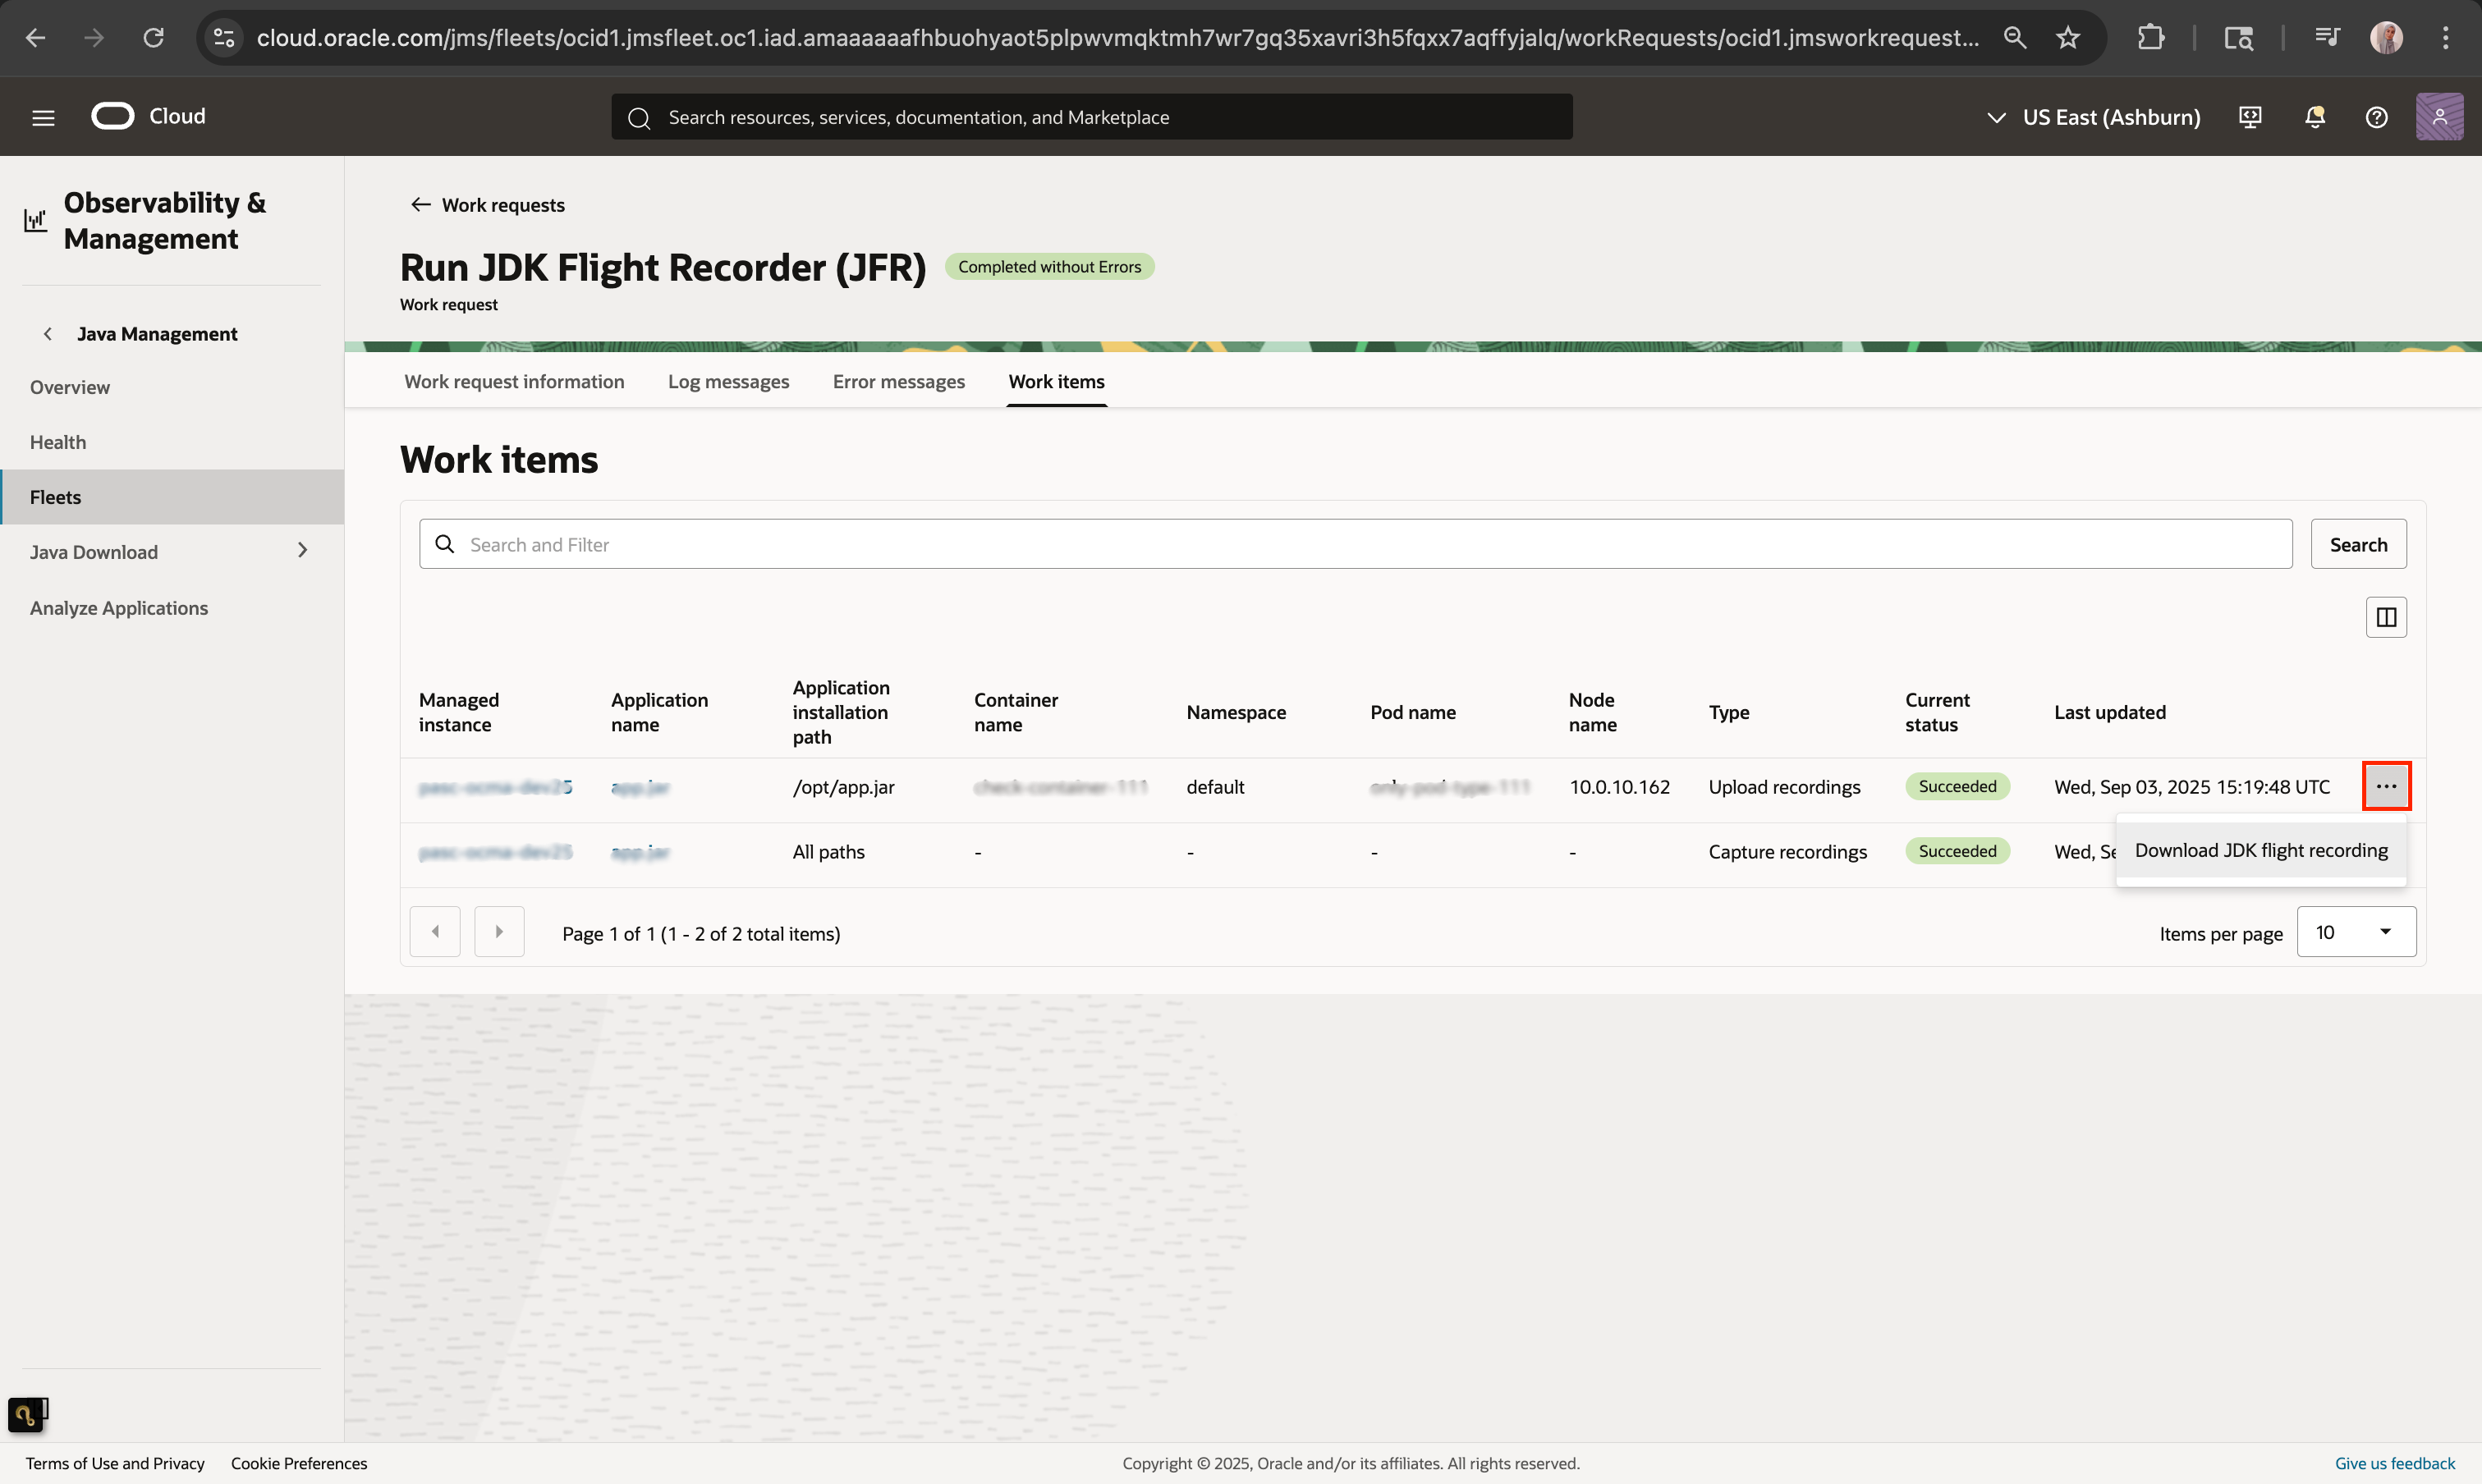 cloud.oracle.com/jms/fleets/ocid1.jmsfleet.oc1.iad.amaaaaaafhbuohyaot5plpwvmqktmh7wr7gq35xavri3h5fqxx7aqffyjalq/workRequests/ocid1.jmsworkrequest...
Cloud
Search resources, services, documentation, and Marketplace
US East (Ashburn)
Observability &
Management
Java Management
Overview
Health
Fleets
Java Download
Analyze Applications
Work requests
Run JDK Flight Recorder (JFR)
Completed without Errors
Work request
Work request information
Log messages
Error messages
Work items
Work items
Search and Filter
Search
Managed
instance
Application
name
Application
installation
path
Container
name
Namespace
Pod name
Node
name
Type
Current
status
Last updated
/opt/app.jar
default
10.0.10.162
Upload recordings
Succeeded
Wed, Sep 03, 2025 15:19:48 UTC
...
All paths
-
-
-
-
Capture recordings
Succeeded
Wed, Se
Download JDK flight recording
Page 1 of 1 (1 - 2 of 2 total items)
Items per page
10
Terms of Use and Privacy
Cookie Preferences
Copyright © 2025, Oracle and/or its affiliates. All rights reserved.
Give us feedback